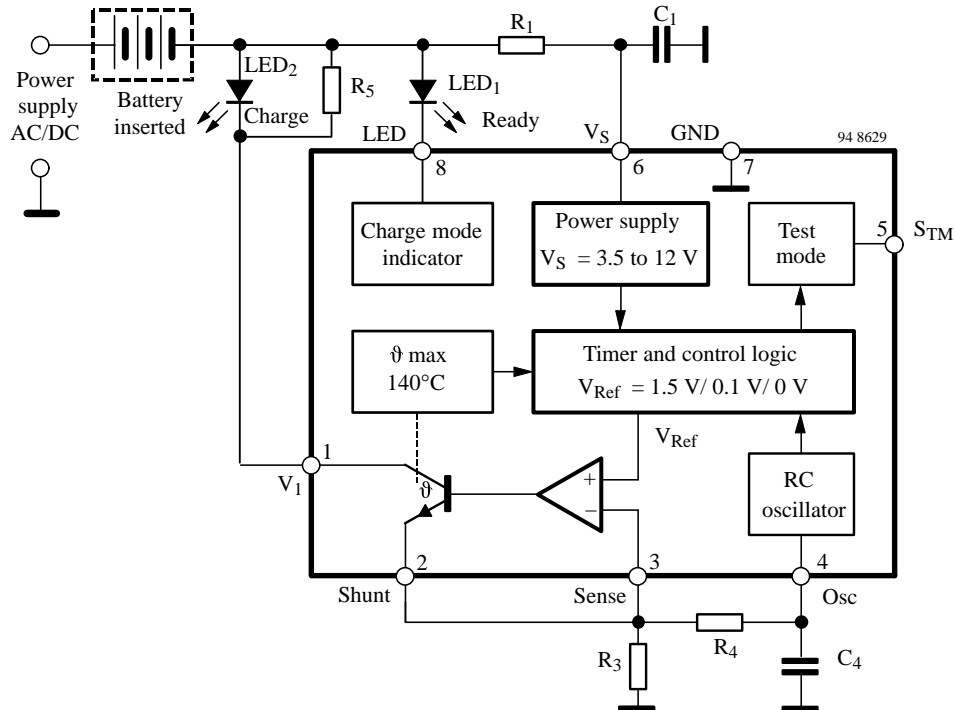 R1
C1
Power
supply
AC/DC
Battery
inserted
LED2
Charge
R5
LED1
Ready
LED
8
VS
6
GND
7
94 8629
Charge mode
indicator
Power supply
VS = 3.5 to 12 V
Test
mode
5
STM
ϑ max
140°C
Timer and control logic
VRef = 1.5 V/ 0.1 V/ 0 V
VRef
1
V1
ϑ
+
−
RC
oscillator
2
Shunt
3
Sense
4
Osc
R3
R4
C4